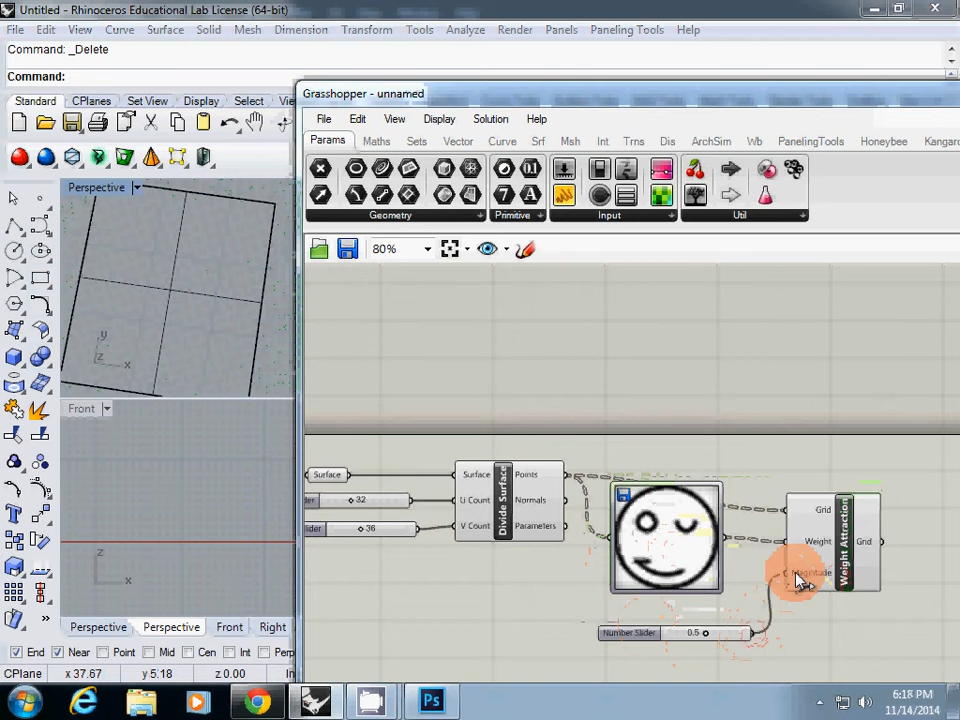 Untitled - Rhinoceros Educational Lab License (64-bit)
File Edit View Curve Surface Solid Mesh Dimension Transform Tools Analyze Render Panels Paneling Tools Help
Command: _Delete
Command:
Standard CPlanes Set View Display Select
Grasshopper - unnamed
File Edit View Display Solution Help
Params Maths Sets Vector Curve Srf Msh Int Trns Dis ArchSim Wb PanelingTools Honeybee Kangar
Geometry Primitive Input Util
80%
Perspective
y
z x
Front
z
x
Surface
32
36
Surface Points
U Count Normals
V Count Parameters
Divide Surface
Grid
Weight
Magnitude
Weight Attraction
Grid
Number Slider 0.5
Perspective Perspective Front Right
End Near Point Mid Cen Int
CPlane x 37.67 y 5.18 z 0.00
Ps
6:18 PM
11/14/2014